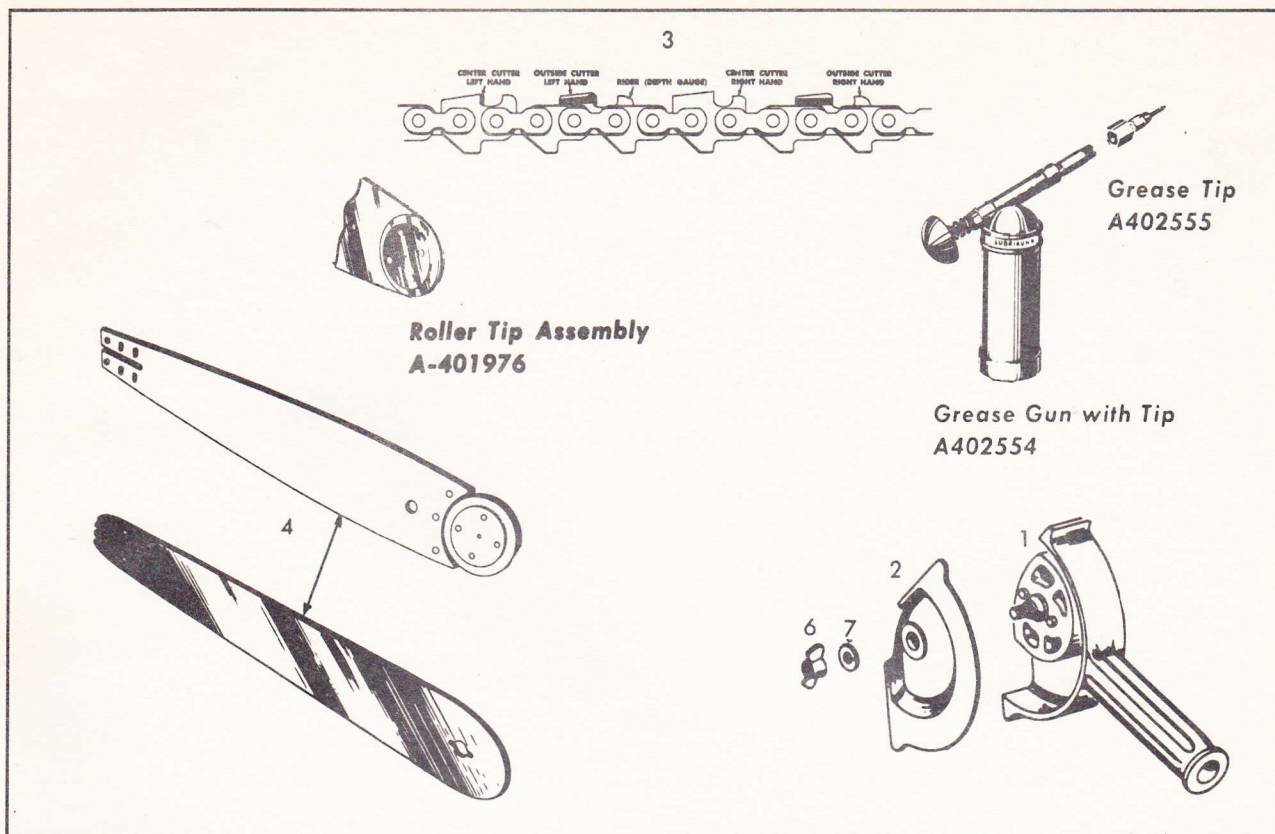 3
CENTER CUTTER
LEFT HAND
OUTSIDE CUTTER
LEFT HAND
RIDER (DEPTH GAUGE)
CENTER CUTTER
RIGHT HAND
OUTSIDE CUTTER
RIGHT HAND
Grease Tip
A402555
Roller Tip Assembly
A-401976
Grease Gun with Tip
A402554
4
1
2
6
7